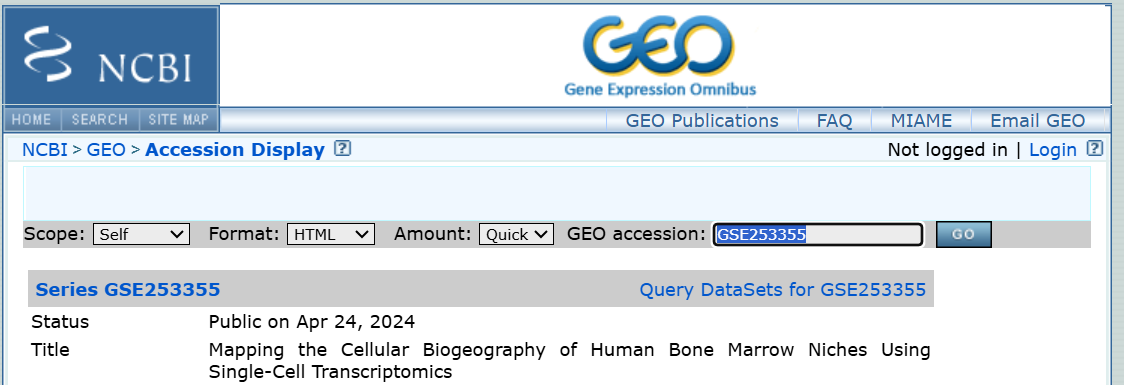 NCBI
GEO
Gene Expression Omnibus
HOME SEARCH SITE MAP GEO Publications FAQ MIAME Email GEO
NCBI > GEO > Accession Display ? Not logged in | Login ?
Scope: Self Format: HTML Amount: Quick GEO accession: GSE253355 GO
Series GSE253355 Query DataSets for GSE253355
Status Public on Apr 24, 2024
Title Mapping the Cellular Biogeography of Human Bone Marrow Niches Using
Single-Cell Transcriptomics